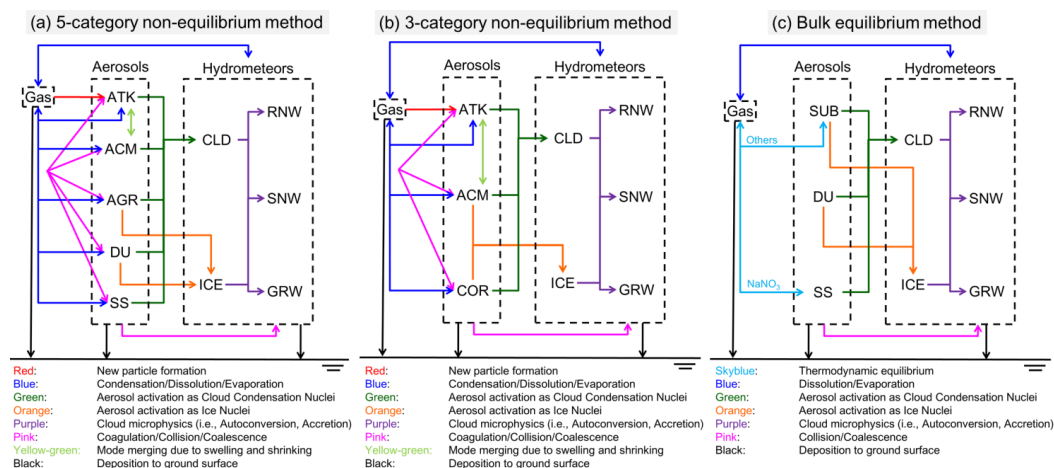 (a) 5-category non-equilibrium method
Aerosols
Hydrometeors
Gas
ATK
ACM
AGR
DU
SS
CLD
ICE
RNW
SNW
GRW
Red: New particle formation
Blue: Condensation/Dissolution/Evaporation
Green: Aerosol activation as Cloud Condensation Nuclei
Orange: Aerosol activation as Ice Nuclei
Purple: Cloud microphysics (i.e., Autoconversion, Accretion)
Pink: Coagulation/Collision/Coalescence
Yellow-green: Mode merging due to swelling and shrinking
Black: Deposition to ground surface
(b) 3-category non-equilibrium method
Aerosols
Hydrometeors
Gas
ATK
ACM
COR
CLD
ICE
RNW
SNW
GRW
Red: New particle formation
Blue: Condensation/Dissolution/Evaporation
Green: Aerosol activation as Cloud Condensation Nuclei
Orange: Aerosol activation as Ice Nuclei
Purple: Cloud microphysics (i.e., Autoconversion, Accretion)
Pink: Coagulation/Collision/Coalescence
Yellow-green: Mode merging due to swelling and shrinking
Black: Deposition to ground surface
(c) Bulk equilibrium method
Aerosols
Hydrometeors
Gas
Others
NaNO₃
SUB
DU
SS
CLD
ICE
RNW
SNW
GRW
Skyblue: Thermodynamic equilibrium
Blue: Dissolution/Evaporation
Green: Aerosol activation as Cloud Condensation Nuclei
Orange: Aerosol activation as Ice Nuclei
Purple: Cloud microphysics (i.e., Autoconversion, Accretion)
Pink: Collision/Coalescence
Black: Deposition to ground surface